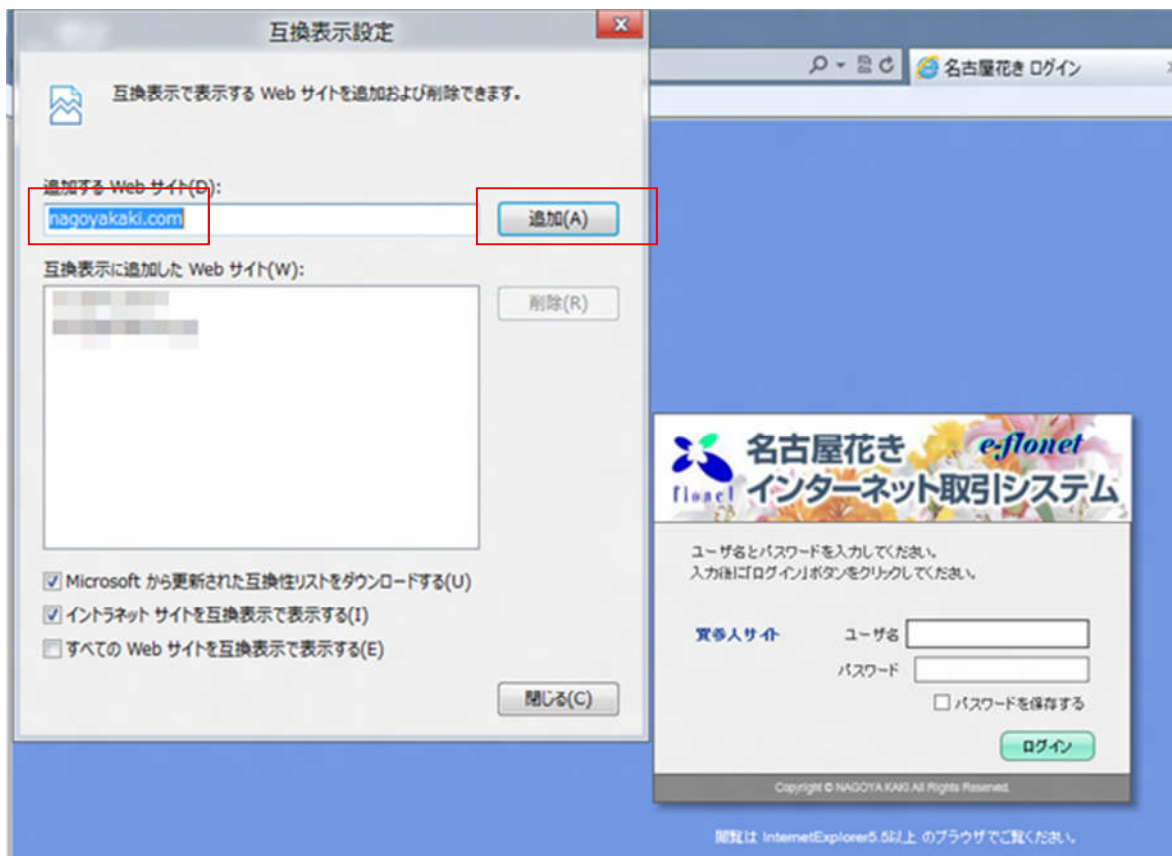 互換表示設定
x
互換表示で表示する Web サイトを追加および削除できます。
追加する Web サイト(D):
nagoyakaki.com
追加(A)
互換表示に追加した Web サイト(W):
削除(R)
Microsoft から更新された互換性リストをダウンロードする(U)
イントラネット サイトを互換表示で表示する(I)
すべての Web サイトを互換表示で表示する(E)
閉じる(C)
名古屋花き ログイン
名古屋花き e-flonet
flonet インターネット取引システム
ユーザ名とパスワードを入力してください。
入力後に「ログイン」ボタンをクリックしてください。
買参人サイト ユーザ名
パスワード
パスワードを保存する
ログイン
Copyright © NAGOYA KAKI All Rights Reserved.
閲覧は InternetExplorer5.5以上 のブラウザでご覧ください。